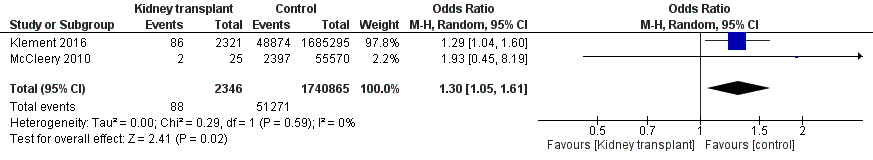 Kidney transplant Control Odds Ratio Odds Ratio
Study or Subgroup Events Total Events Total Weight M-H, Random, 95% CI M-H, Random, 95% CI
Klement 2016 86 2321 48874 1685295 97.8% 1.29 [1.04, 1.60]
McCleery 2010 2 25 2397 55570 2.2% 1.93 [0.45, 8.19]
Total (95% CI) 2346 1740865 100.0% 1.30 [1.05, 1.61]
Total events 88 51271
Heterogeneity: Tau² = 0.00; Chi² = 0.29, df = 1 (P = 0.59); I² = 0%
Test for overall effect: Z = 2.41 (P = 0.02)
0.5 0.7 1 1.5 2
Favours [Kidney transplant] Favours [control]